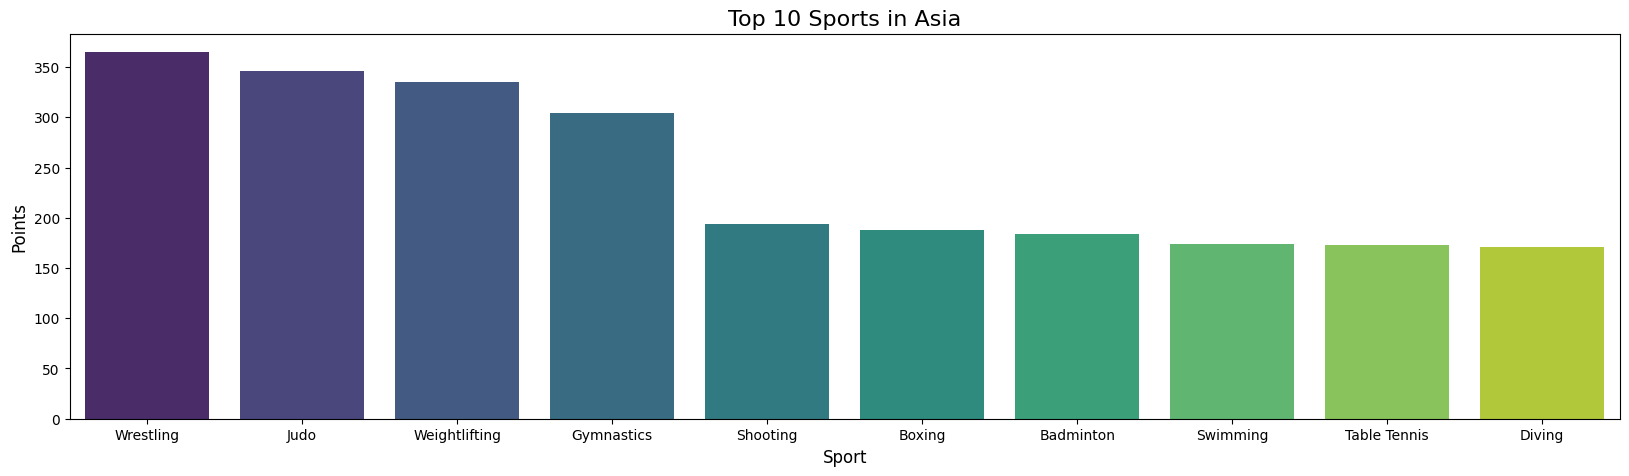 Top 10 Sports in Asia
Points
350
300
250
200
150
100
50
0
Wrestling Judo Weightlifting Gymnastics Shooting Boxing Badminton Swimming Table Tennis Diving
Sport